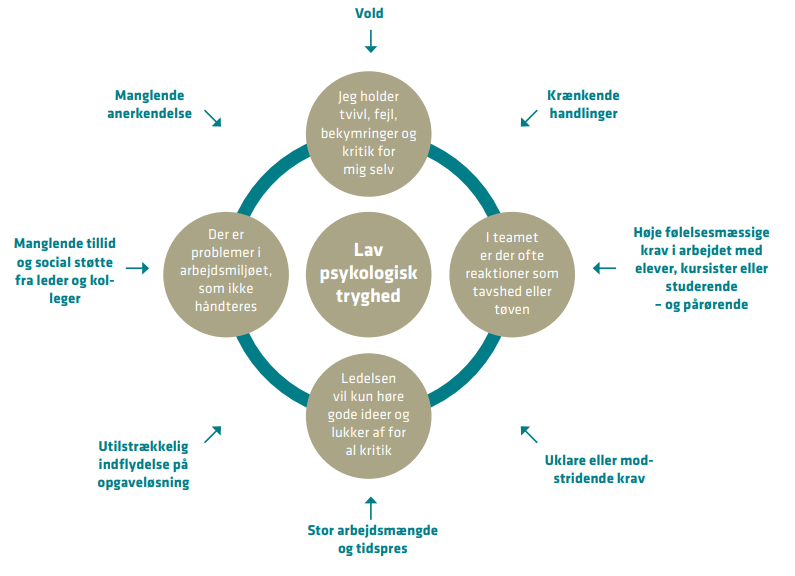 Vold
Manglende
anerkendelse
Krænkende
handlinger
Jeg holder
tvivl, fejl,
bekymringer og
kritik for
mig selv
Manglende tillid
og social støtte
fra leder og kol-
leger
Der er
problemer i
arbejdsmiljøet,
som ikke
håndteres
Lav
psykologisk
tryghed
I teamet
er der ofte
reaktioner som
tavshed eller
tøven
Høje følelsesmæssige
krav i arbejdet med
elever, kursister eller
studerende
– og pårørende
Ledelsen
vil kun høre
gode ideer og
lukker af for
al kritik
Utilstrækkelig
indflydelse på
opgaveløsning
Uklare eller mod-
stridende krav
Stor arbejdsmængde
og tidspres